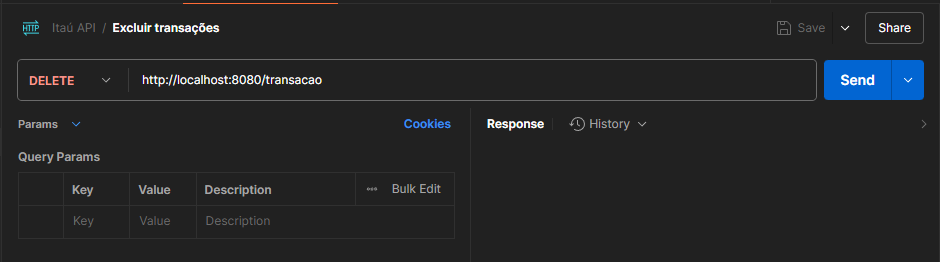 HTTP Itaú API / Excluir transações Save Share
DELETE http://localhost:8080/transacao Send
Params Cookies Response History
Query Params
Key Value Description Bulk Edit
Key Value Description